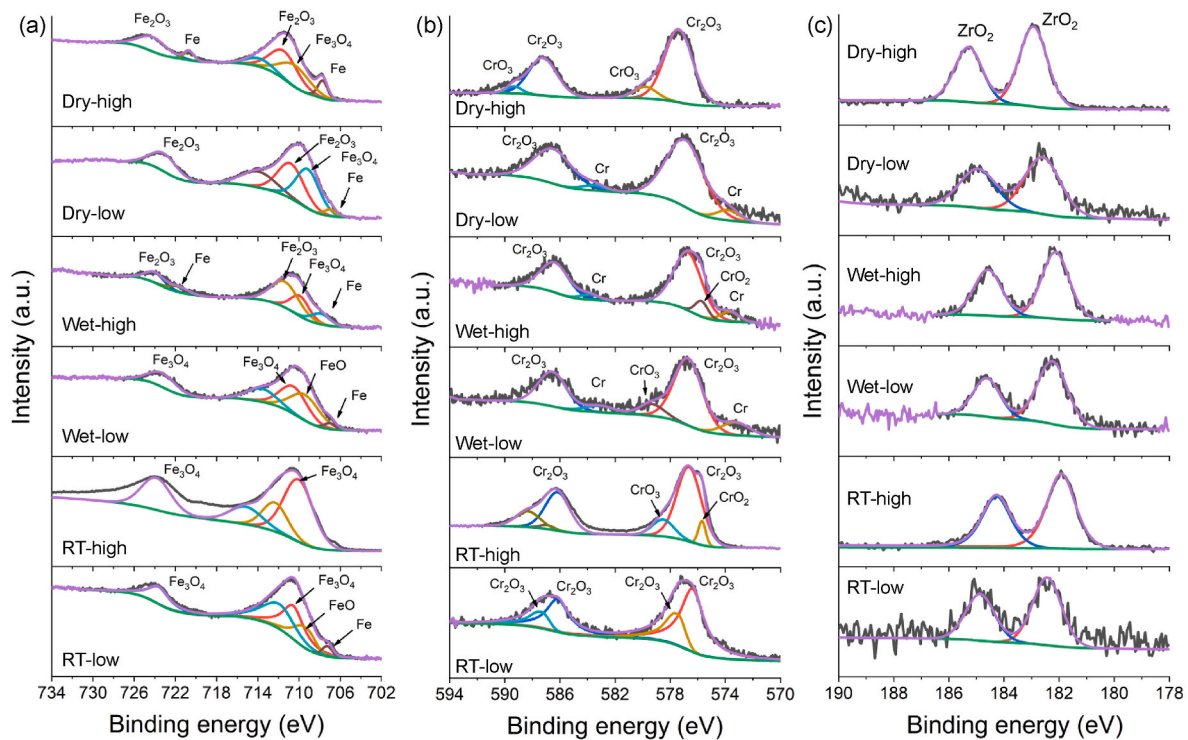 (a)
Fe₂O₃
Fe
Fe₂O₃
Fe₃O₄
Fe
Dry-high
Fe₂O₃
Fe₂O₃
Fe₃O₄
Fe
Dry-low
Fe₂O₃
Fe
Fe₂O₃
Fe₃O₄
Fe
Wet-high
Fe₃O₄
Fe₃O₄
FeO
Fe
Wet-low
Fe₃O₄
Fe₃O₄
RT-high
Fe₃O₄
Fe₃O₄
FeO
Fe
RT-low
734 730 726 722 718 714 710 706 702
Binding energy (eV)
Intensity (a.u.)
(b)
Cr₂O₃
CrO₃
CrO₃
Cr₂O₃
Dry-high
Cr₂O₃
Cr
Cr₂O₃
Cr
Dry-low
Cr₂O₃
Cr
Cr₂O₃
CrO₂
Cr
Wet-high
Cr₂O₃
Cr
CrO₃
Cr₂O₃
Cr
Wet-low
Cr₂O₃
CrO₃
Cr₂O₃
CrO₂
RT-high
Cr₂O₃
Cr₂O₃
Cr₂O₃
Cr₂O₃
RT-low
594 590 586 582 578 574 570
Binding energy (eV)
Intensity (a.u.)
(c)
ZrO₂
ZrO₂
Dry-high
Dry-low
Wet-high
Wet-low
RT-high
RT-low
190 188 186 184 182 180 178
Binding energy (eV)
Intensity (a.u.)